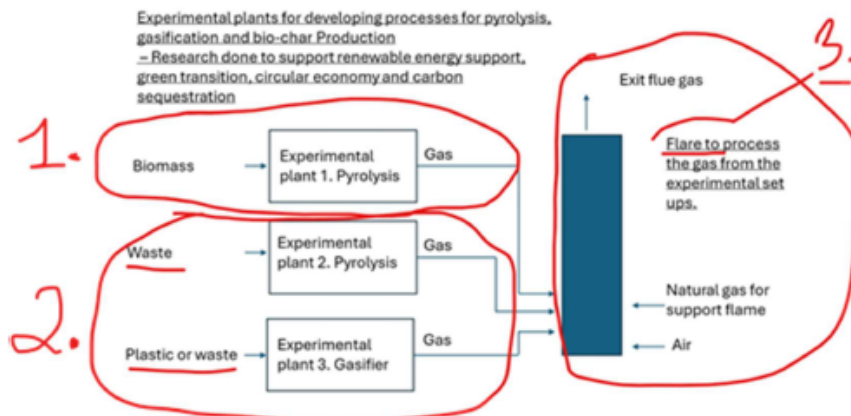 Experimental plants for developing processes for pyrolysis,
gasification and bio-char Production
– Research done to support renewable energy support,
green transition, circular economy and carbon
sequestration
3.
Exit flue gas
1.
Biomass
Experimental
plant 1. Pyrolysis
Gas
Flare to process
the gas from the
experimental set
ups.
Waste
Experimental
plant 2. Pyrolysis
Gas
2.
Plastic or waste
Experimental
plant 3. Gasifier
Gas
Natural gas for
support flame
Air